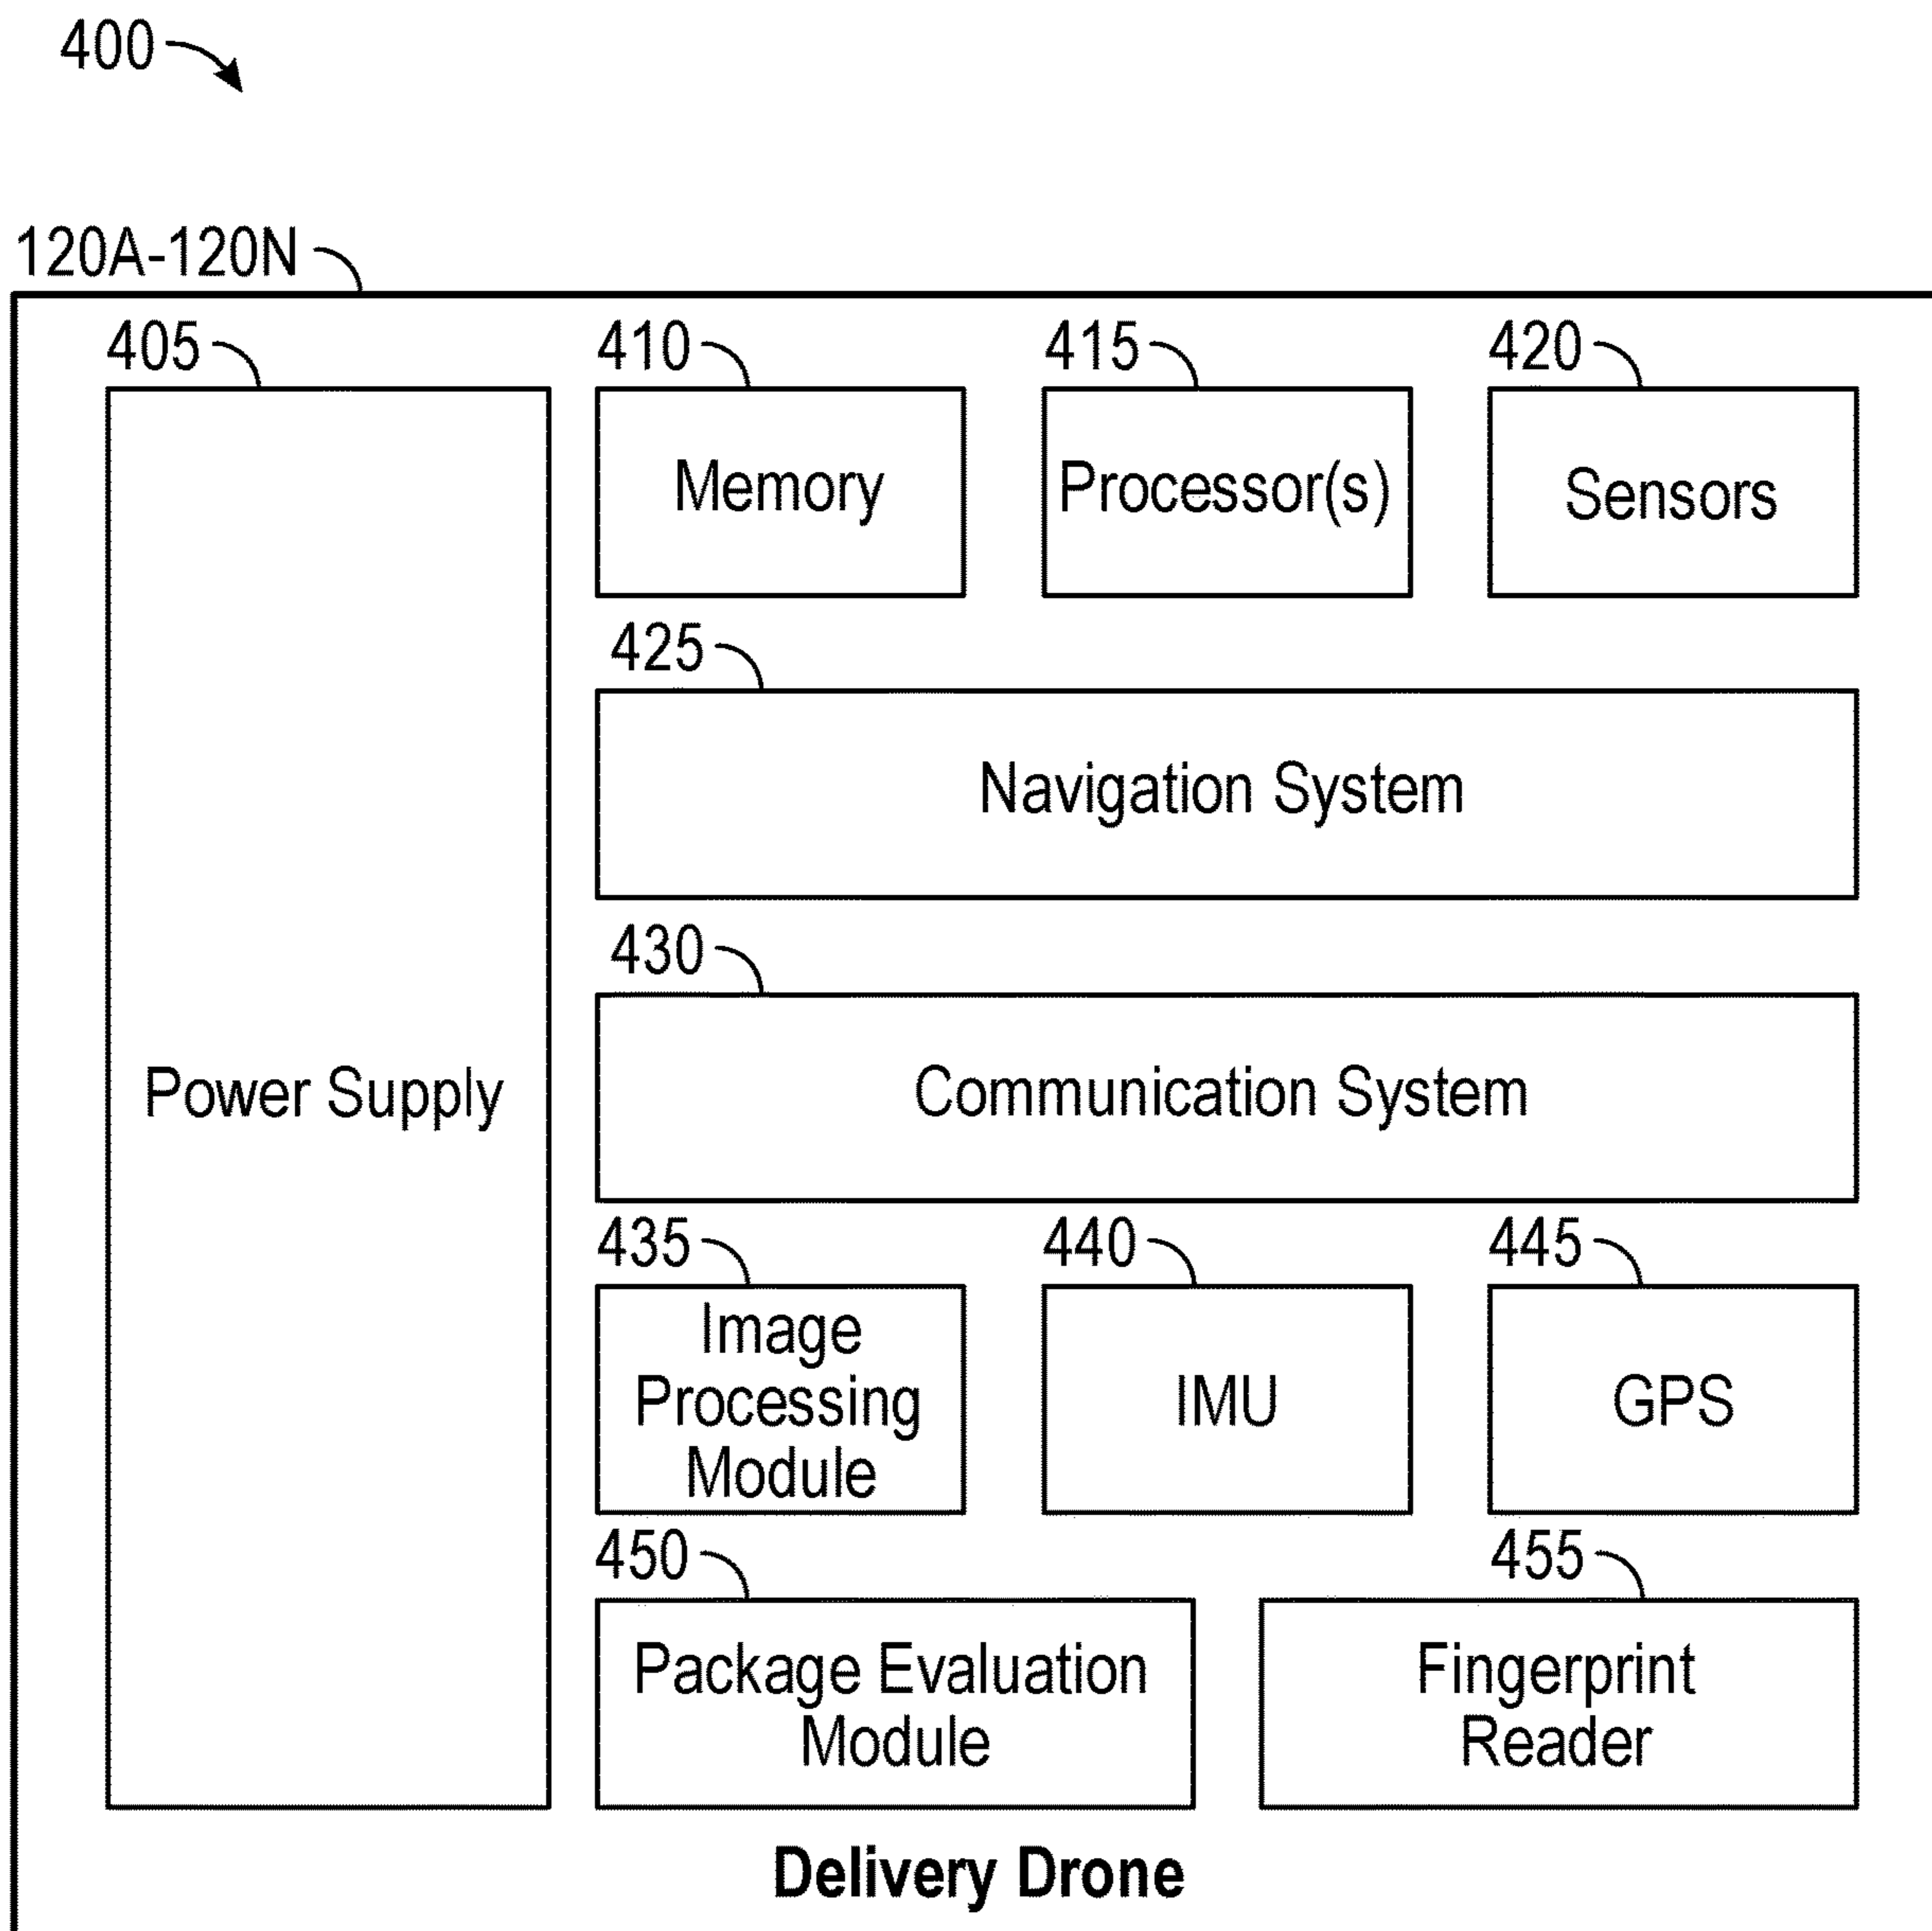 400
120A-120N
405
410
415
420
Memory
Processor(s)
Sensors
425
Navigation System
430
Communication System
Power Supply
435
440
445
Image
Processing
Module
IMU
GPS
450
455
Package Evaluation
Module
Fingerprint
Reader
Delivery Drone